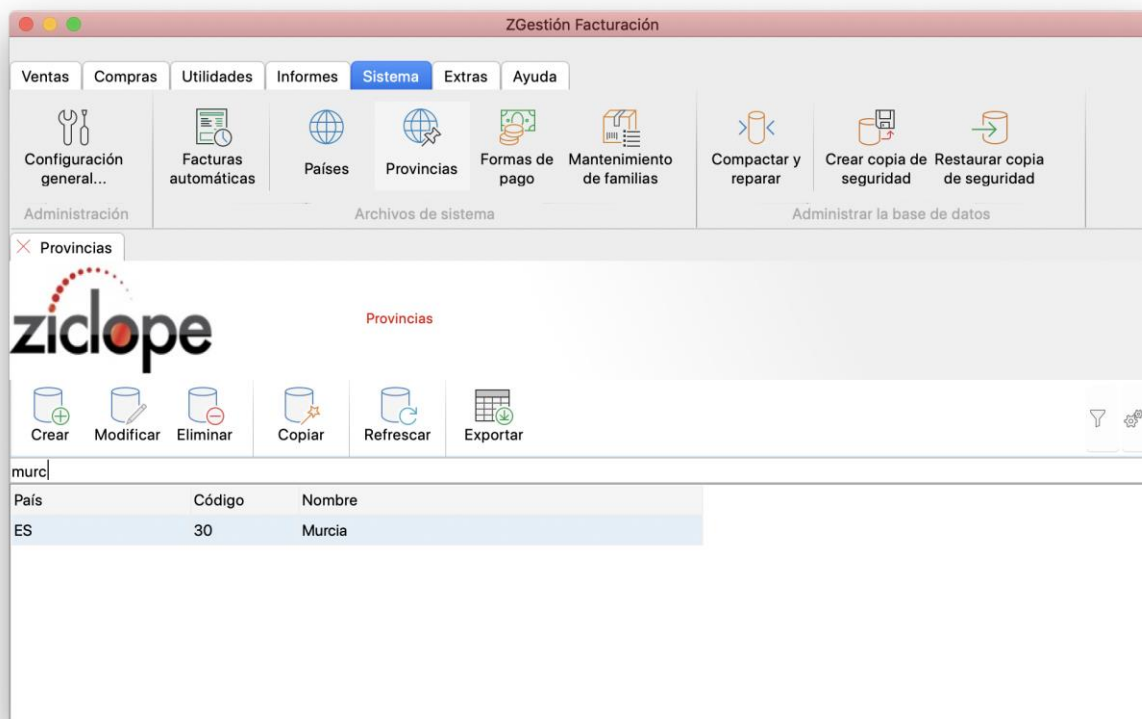 ZGestión Facturación
Ventas Compras Utilidades Informes Sistema Extras Ayuda
Configuración general...
Facturas automáticas
Países
Provincias
Formas de pago
Mantenimiento de familias
Compactar y reparar
Crear copia de seguridad
Restaurar copia de seguridad
Administración Archivos de sistema Administrar la base de datos
Provincias
ziclope
Provincias
Crear Modificar Eliminar Copiar Refrescar Exportar
murc
País Código Nombre
ES 30 Murcia